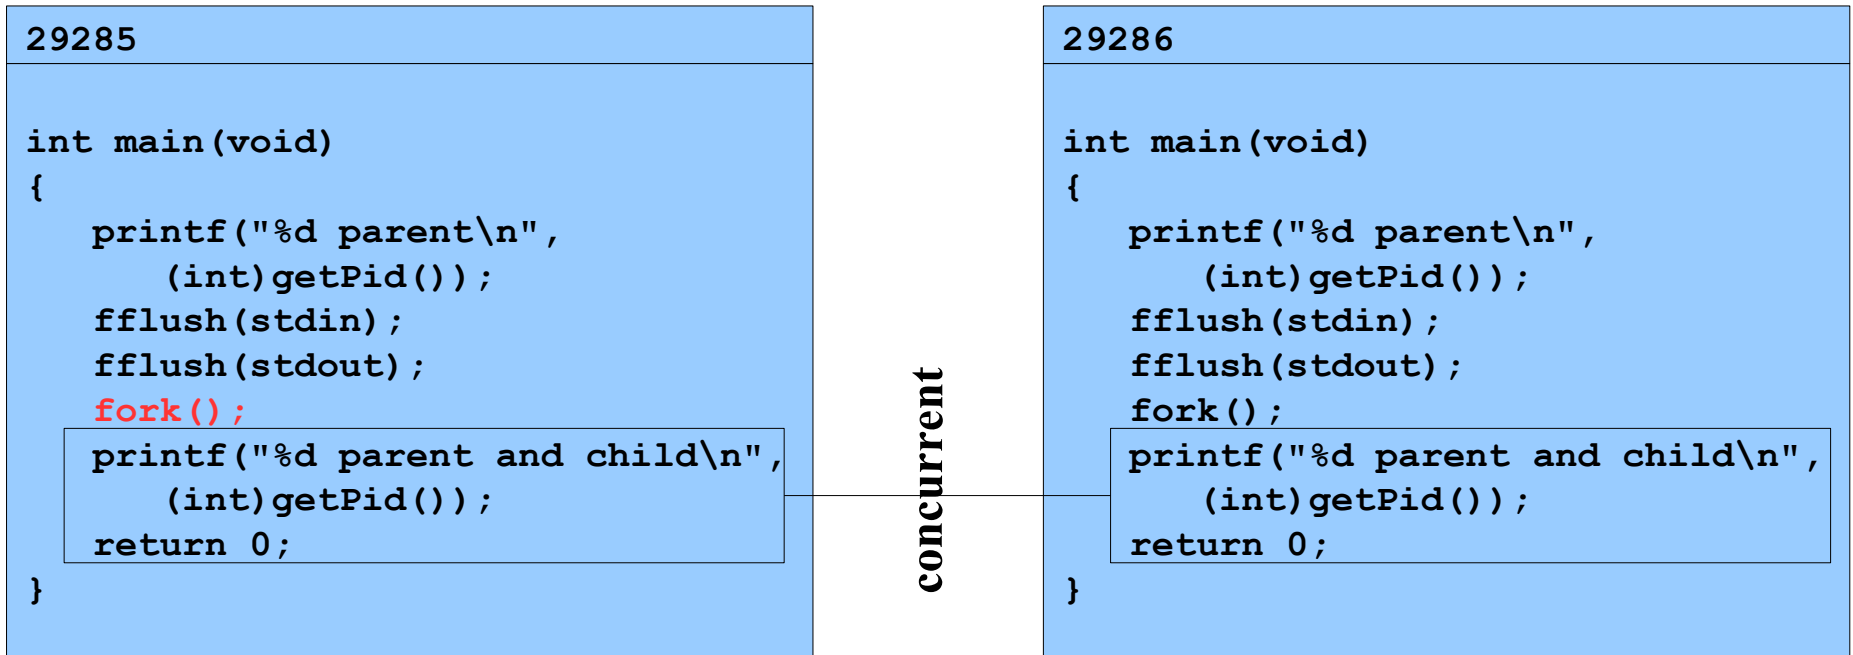 29285
int main(void)
{
printf("%d parent\n",
(int)getPid());
fflush(stdin);
fflush(stdout);
fork();
printf("%d parent and child\n",
(int)getPid());
return 0;
}
concurrent
29286
int main(void)
{
printf("%d parent\n",
(int)getPid());
fflush(stdin);
fflush(stdout);
fork();
printf("%d parent and child\n",
(int)getPid());
return 0;
}